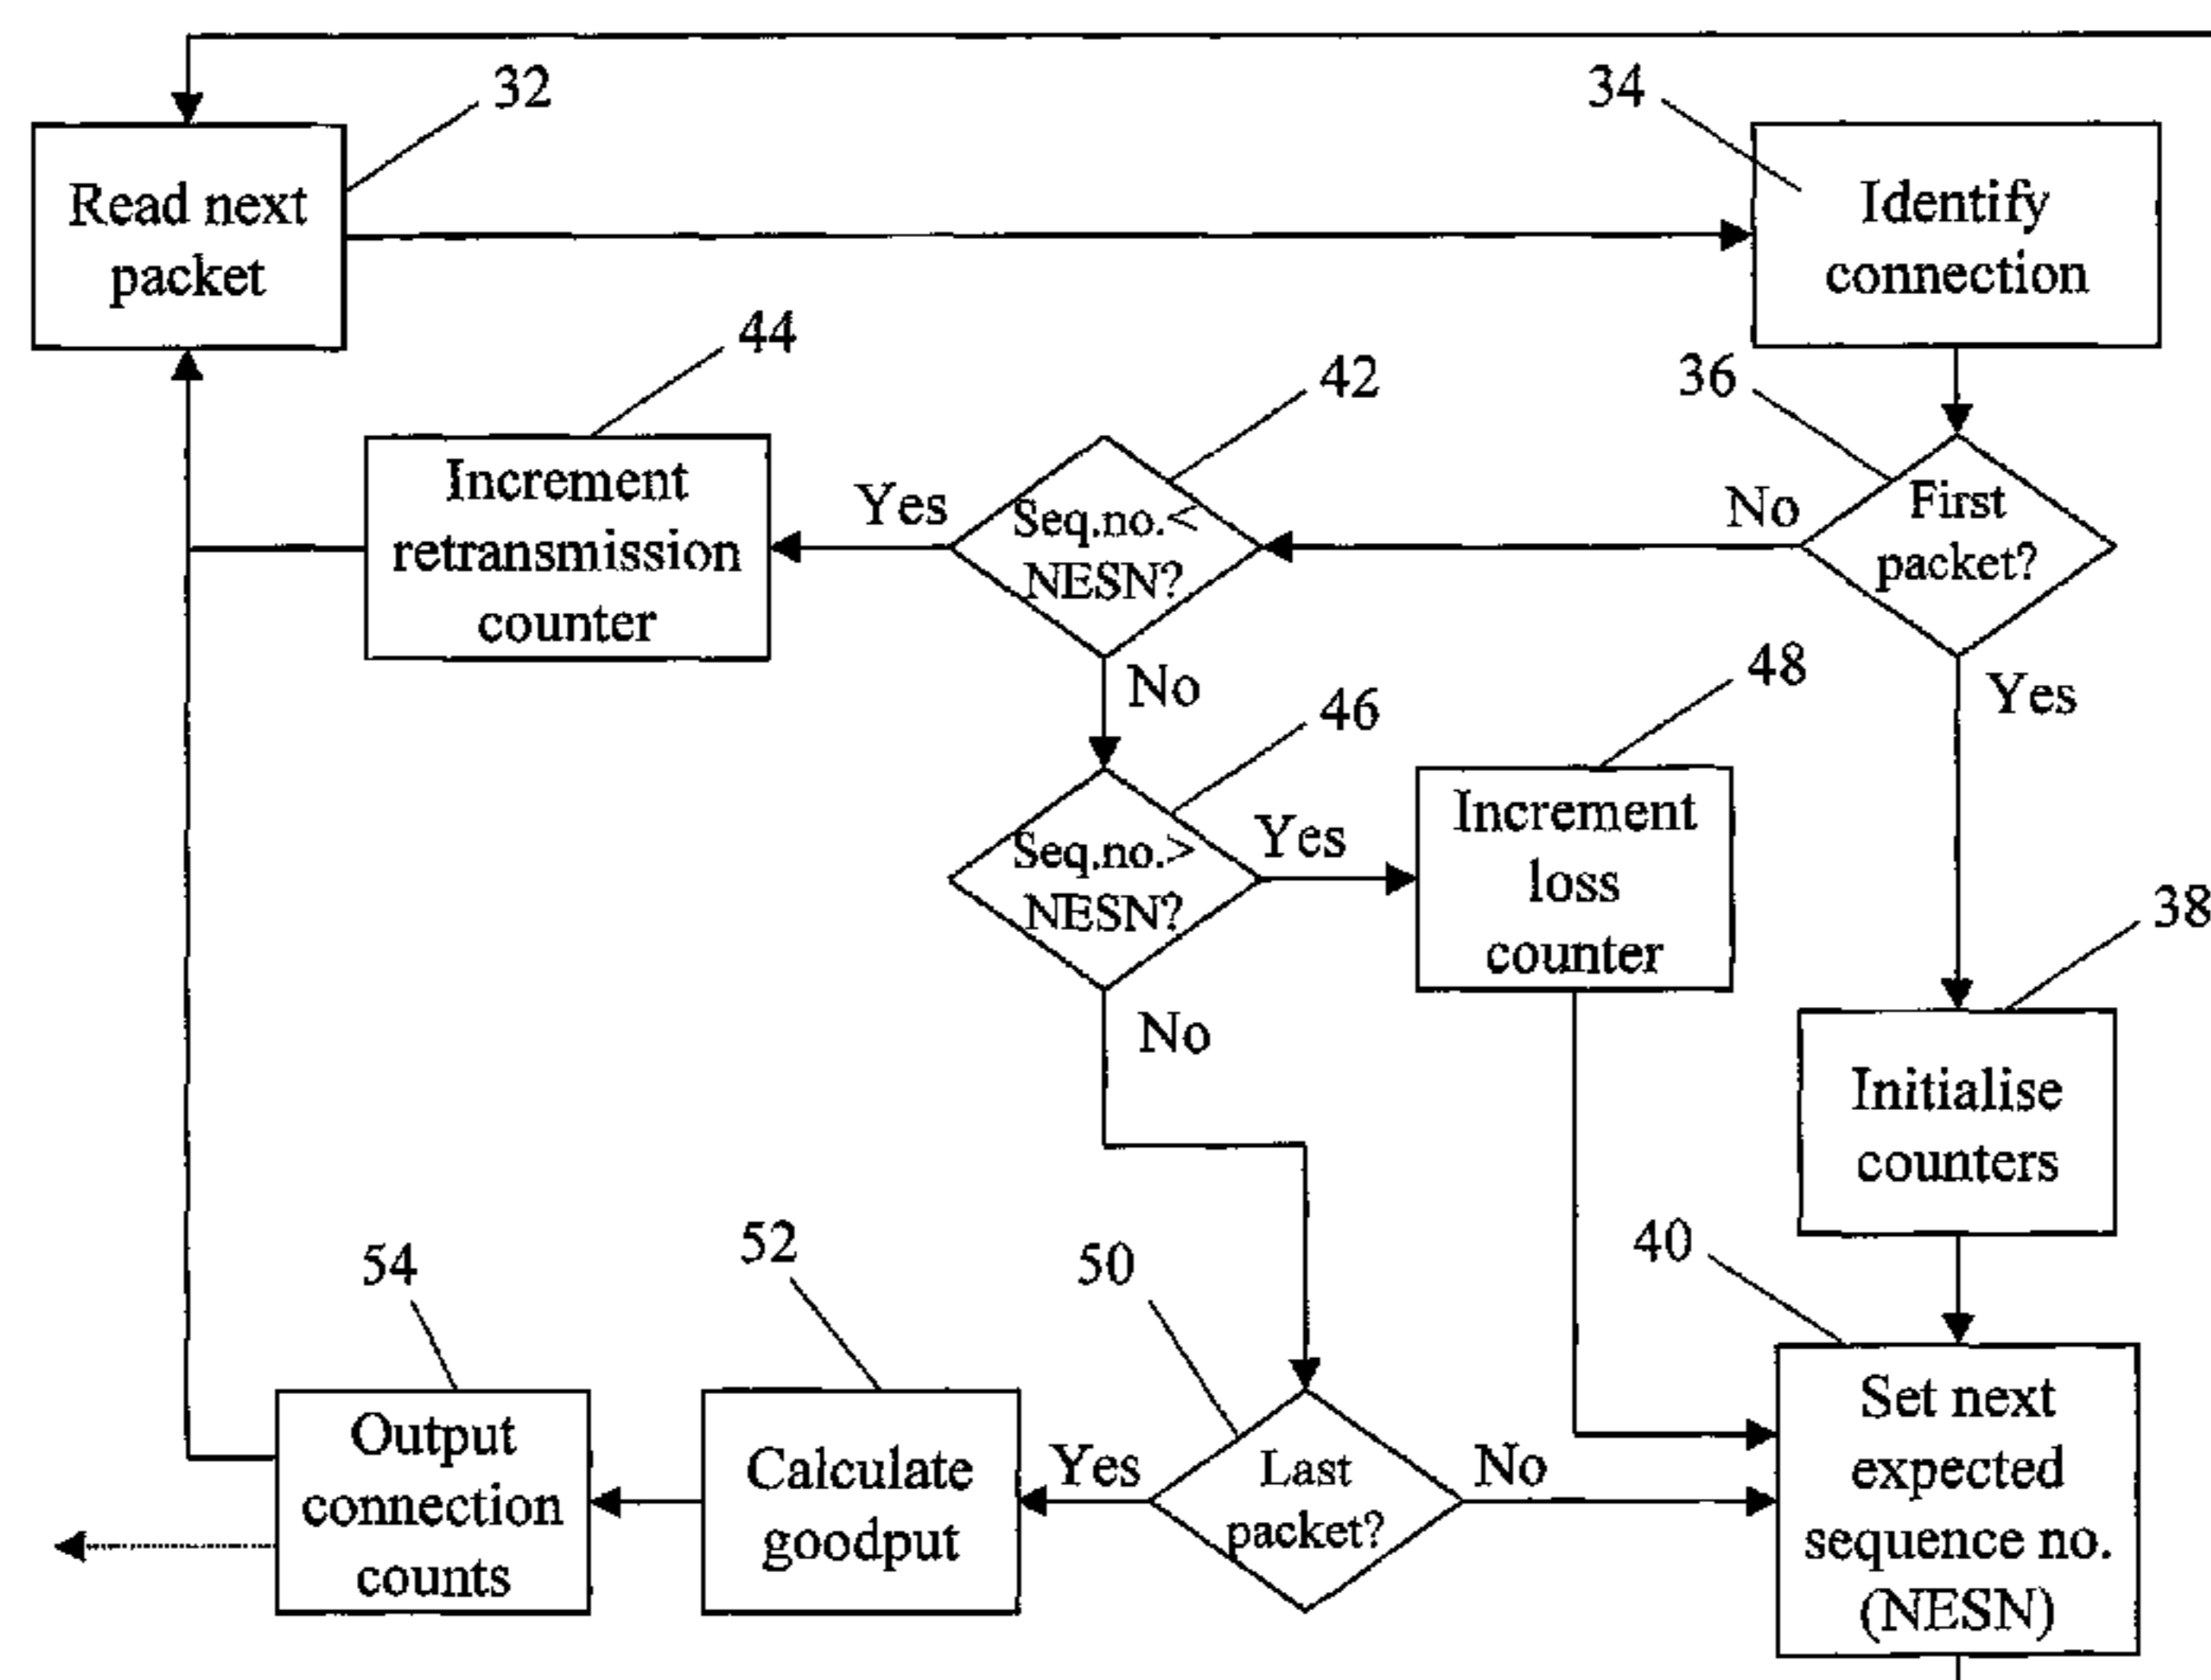 32
34
Read next
packet
Identify
connection
44
42
36
Increment
retransmission
counter
Yes
Seq.no.<
NESN?
No
First
packet?
No
Yes
46
48
Seq.no.>
NESN?
Yes
Increment
loss
counter
No
38
Initialise
counters
54
52
50
40
Output
connection
counts
Calculate
goodput
Yes
Last
packet?
No
Set next
expected
sequence no.
(NESN)